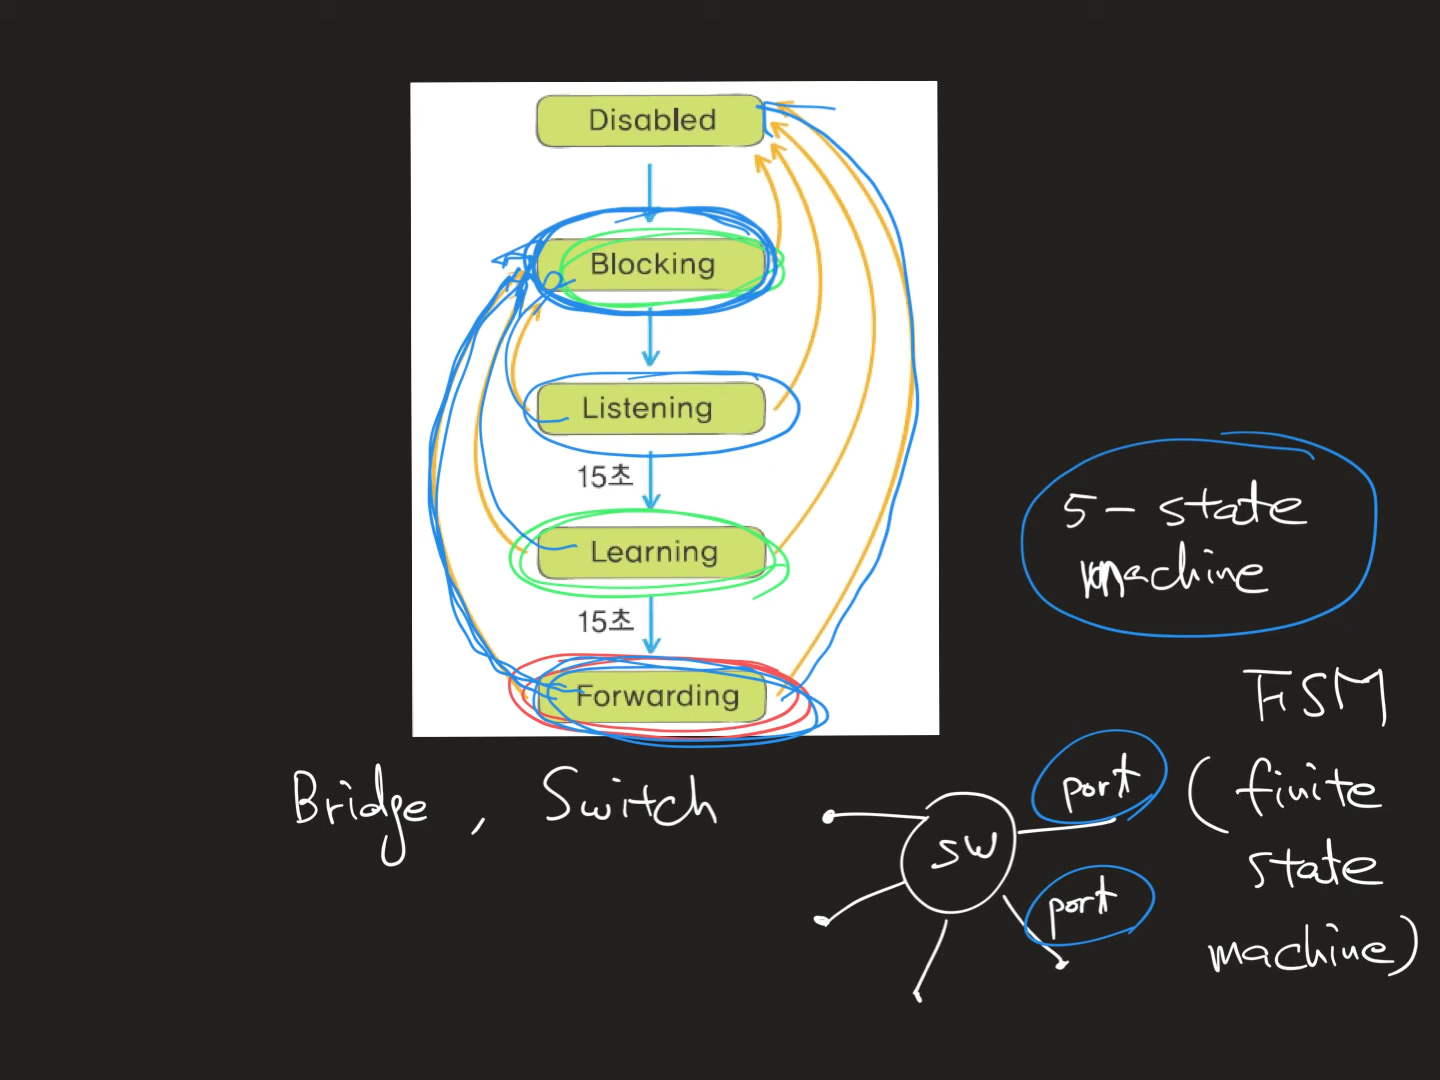 Disabled
Blocking
Listening
15초
Learning
15초
Forwarding
5 - state
machine
FSM
(finite
state
machine)
Bridge, Switch
SW
port
port